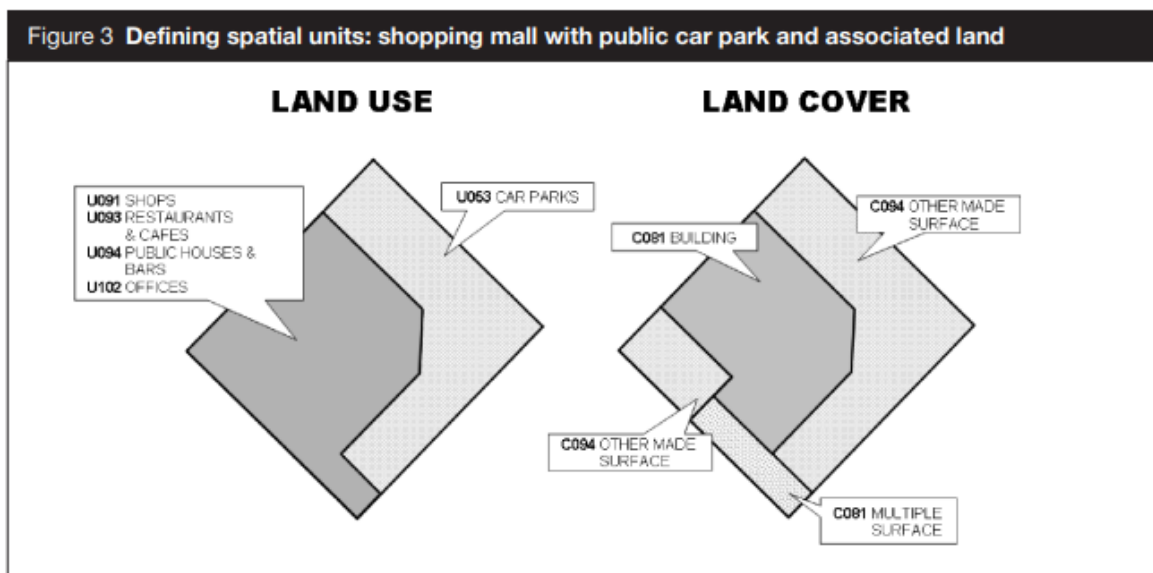 Figure 3 Defining spatial units: shopping mall with public car park and associated land
LAND USE
LAND COVER
U091 SHOPS
U093 RESTAURANTS
& CAFES
U094 PUBLIC HOUSES &
BARS
U102 OFFICES
U053 CAR PARKS
C081 BUILDING
C094 OTHER MADE
SURFACE
C094 OTHER MADE
SURFACE
C081 MULTIPLE
SURFACE